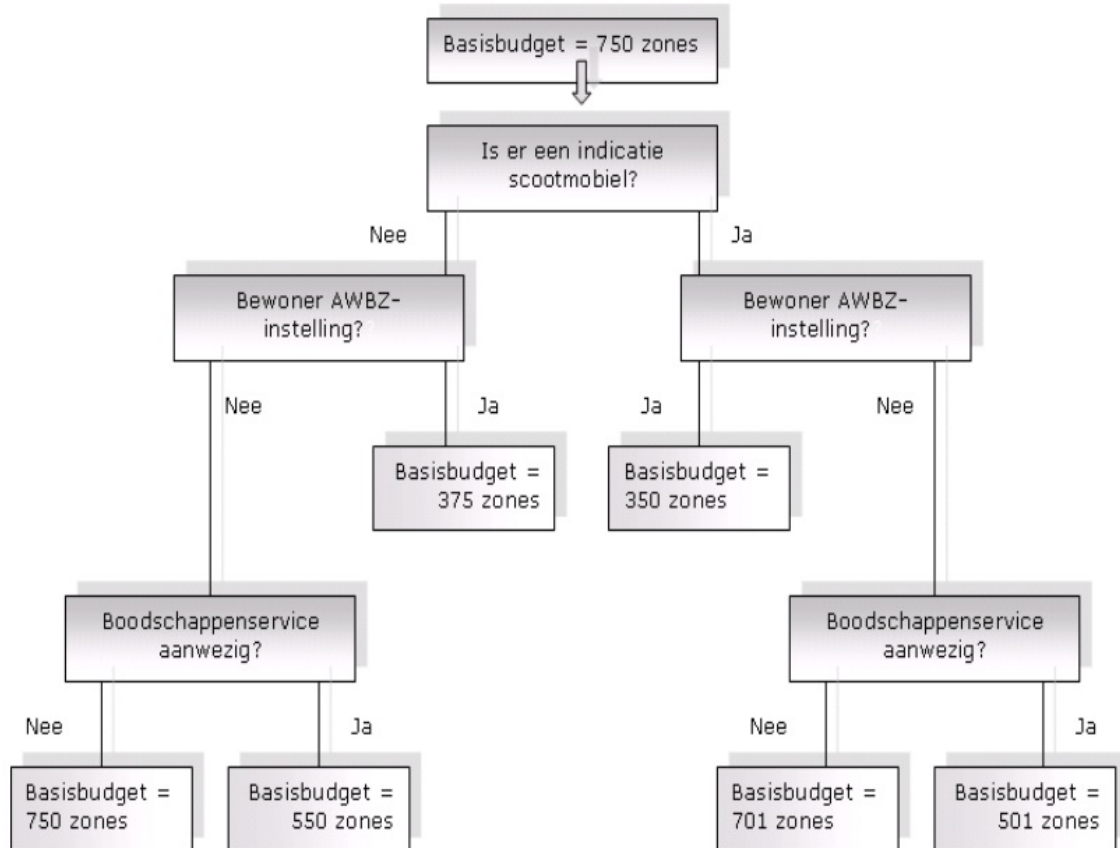 Basisbudget = 750 zones
Is er een indicatie
scootmobiel?
Nee
Ja
Bewoner AWBZ-
instelling?
Bewoner AWBZ-
instelling?
Nee
Ja
Ja
Nee
Basisbudget =
375 zones
Basisbudget =
350 zones
Boodschappenservice
aanwezig?
Boodschappenservice
aanwezig?
Nee
Ja
Nee
Ja
Basisbudget =
750 zones
Basisbudget =
550 zones
Basisbudget =
701 zones
Basisbudget =
501 zones